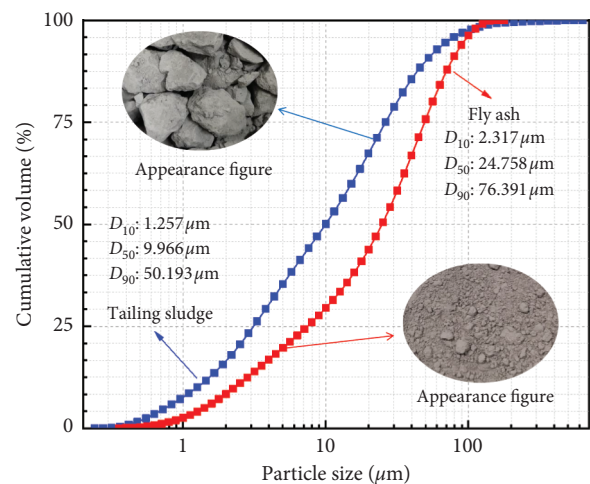 100
75
50
25
0
Cumulative volume (%)
Appearance figure
Fly ash
D10: 2.317 μm
D50: 24.758 μm
D90: 76.391 μm
D10: 1.257 μm
D50: 9.966 μm
D90: 50.193 μm
Tailing sludge
Appearance figure
1 10 100
Particle size (μm)